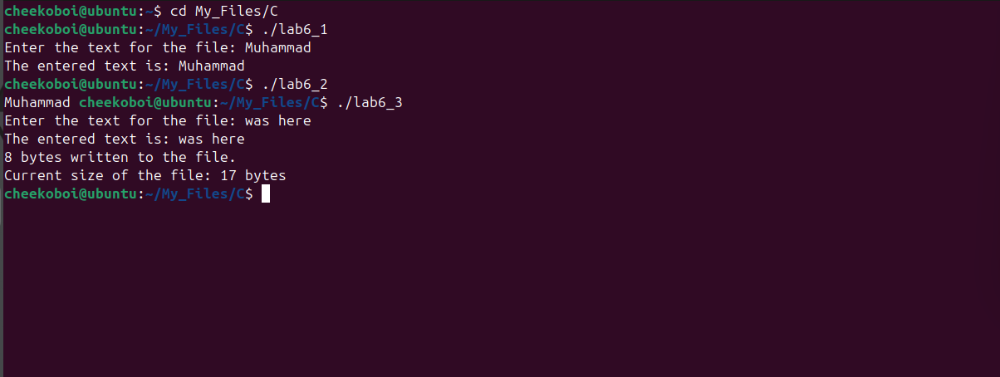 cheekoboi@ubuntu:~$ cd My_Files/C
cheekoboi@ubuntu:~/My_Files/C$ ./lab6_1
Enter the text for the file: Muhammad
The entered text is: Muhammad
cheekoboi@ubuntu:~/My_Files/C$ ./lab6_2
Muhammad cheekoboi@ubuntu:~/My_Files/C$ ./lab6_3
Enter the text for the file: was here
The entered text is: was here
8 bytes written to the file.
Current size of the file: 17 bytes
cheekoboi@ubuntu:~/My_Files/C$